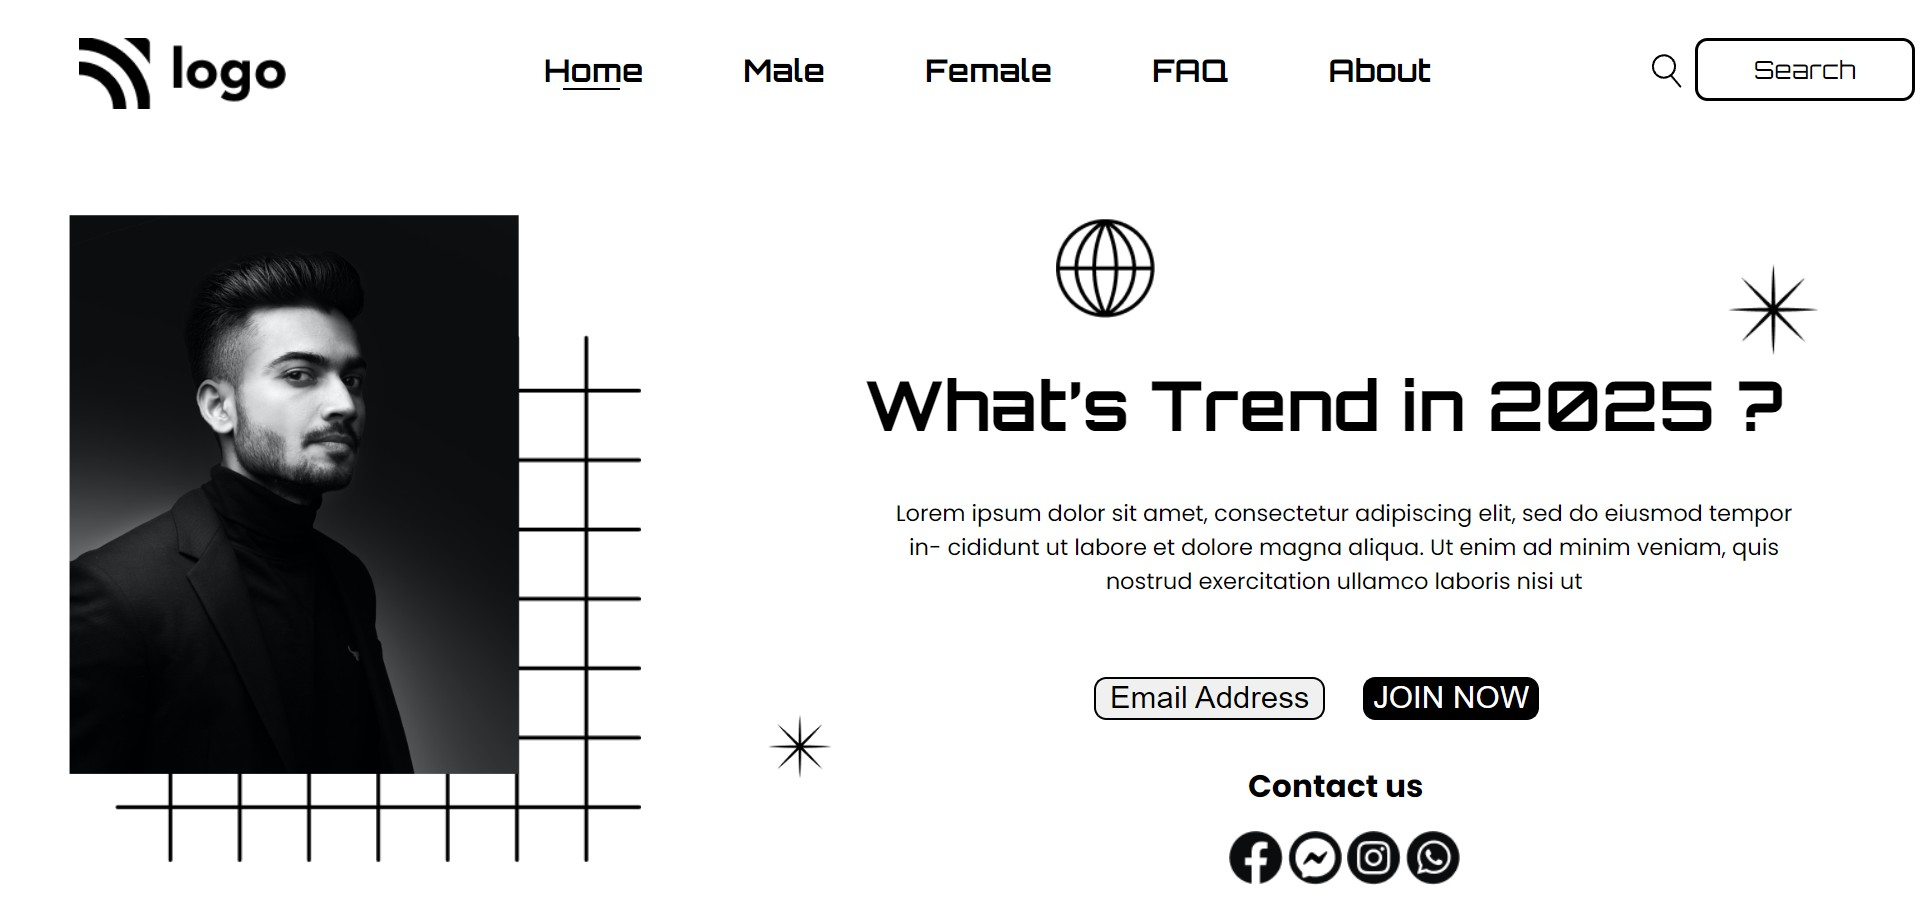 logo
Home Male Female FAQ About
Search
What's Trend in 2025 ?
Lorem ipsum dolor sit amet, consectetur adipiscing elit, sed do eiusmod tempor
in- cididunt ut labore et dolore magna aliqua. Ut enim ad minim veniam, quis
nostrud exercitation ullamco laboris nisi ut
Email Address JOIN NOW
Contact us